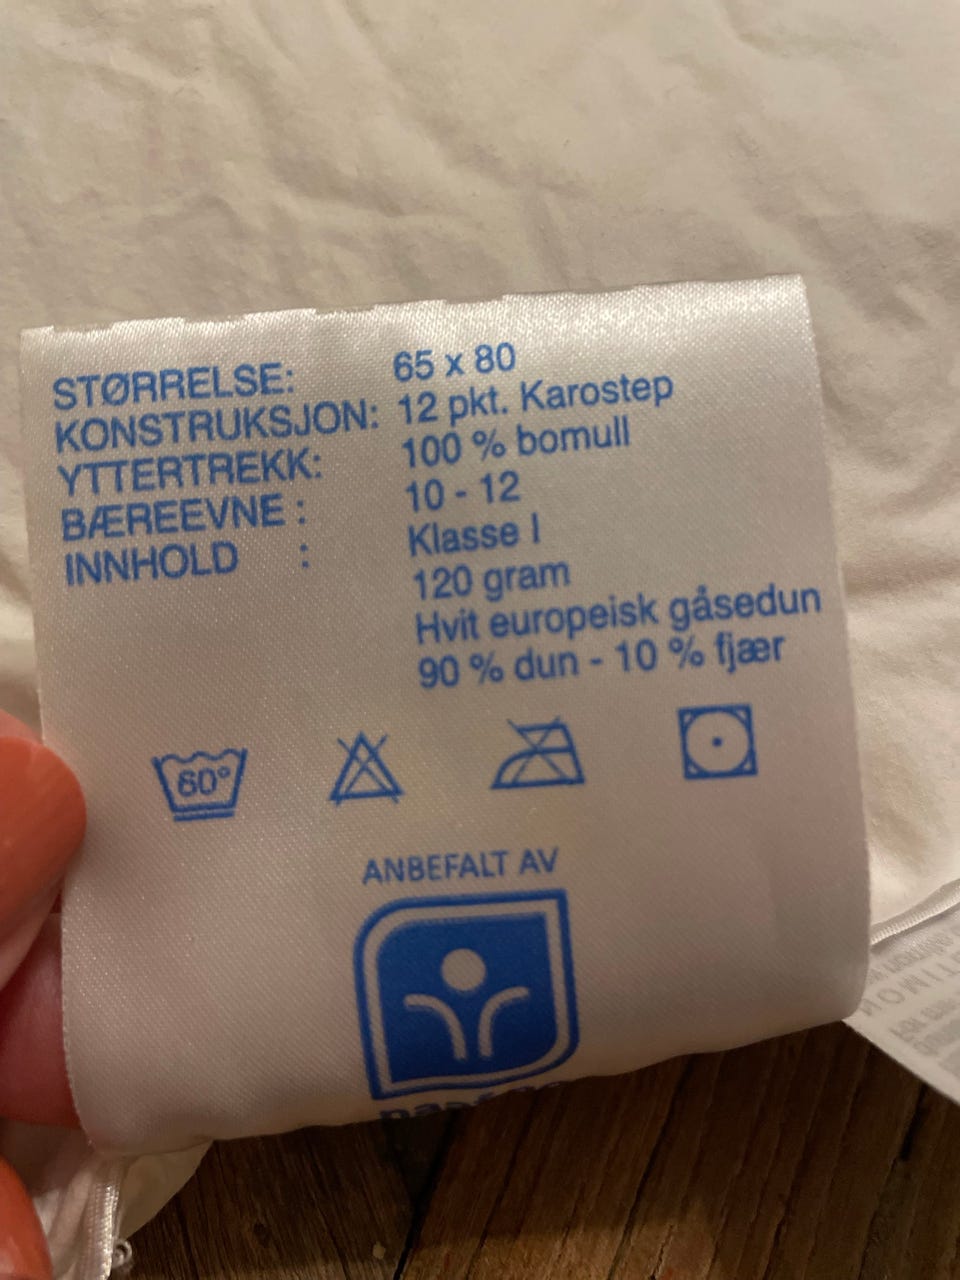 STØRRELSE: 65 x 80
KONSTRUKSJON: 12 pkt. Karostep
YTTERTREKK: 100 % bomull
BÆREEVNE : 10 - 12
INNHOLD : Klasse I
120 gram
Hvit europeisk gåsedun
90 % dun - 10 % fjær
60°
ANBEFALT AV